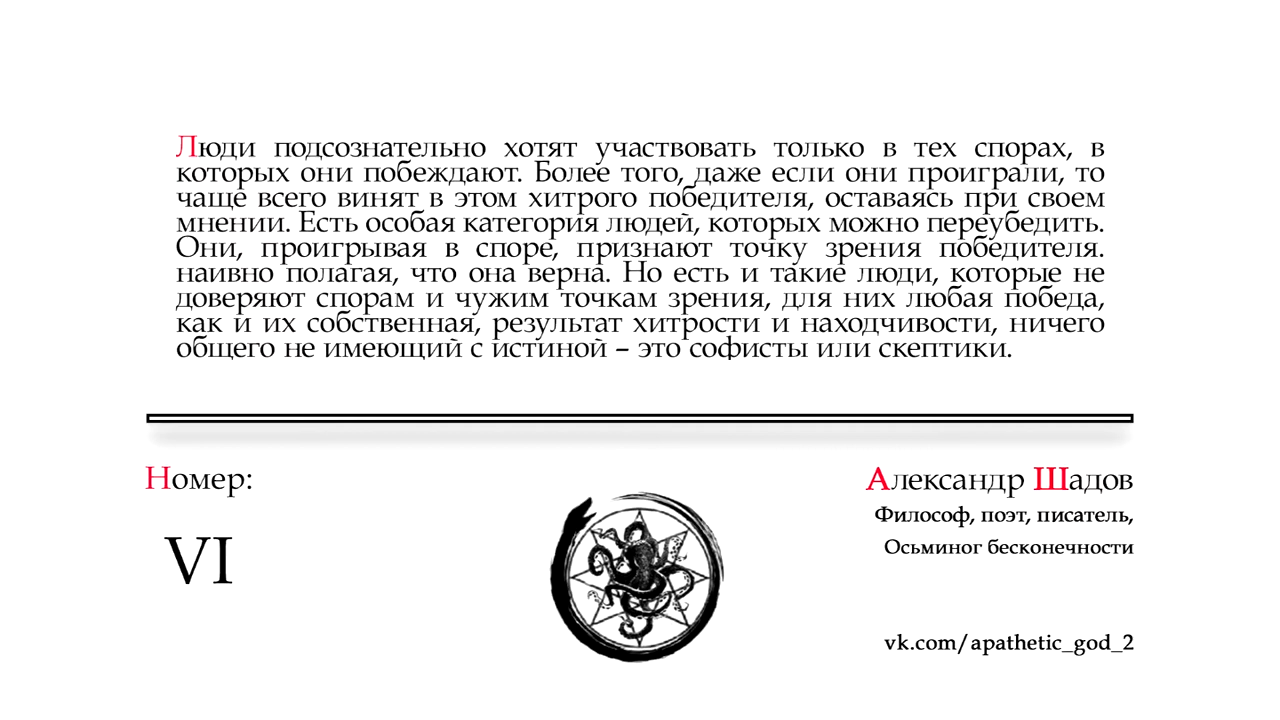 Люди подсознательно хотят участвовать только в тех спорах, в
которых они побеждают. Более того, даже если они проиграли, то
чаще всего винят в этом хитрого победителя, оставаясь при своем
мнении. Есть особая категория людей, которых можно переубедить.
Они, проигрывая в споре, признают точку зрения победителя.
наивно полагая, что она верна. Но есть и такие люди, которые не
доверяют спорам и чужим точкам зрения, для них любая победа,
как и их собственная, результат хитрости и находчивости, ничего
общего не имеющий с истиной – это софисты или скептики.
Номер:
VI
Александр Шадов
Философ, поэт, писатель,
Осьминог бесконечности
vk.com/apathetic_god_2